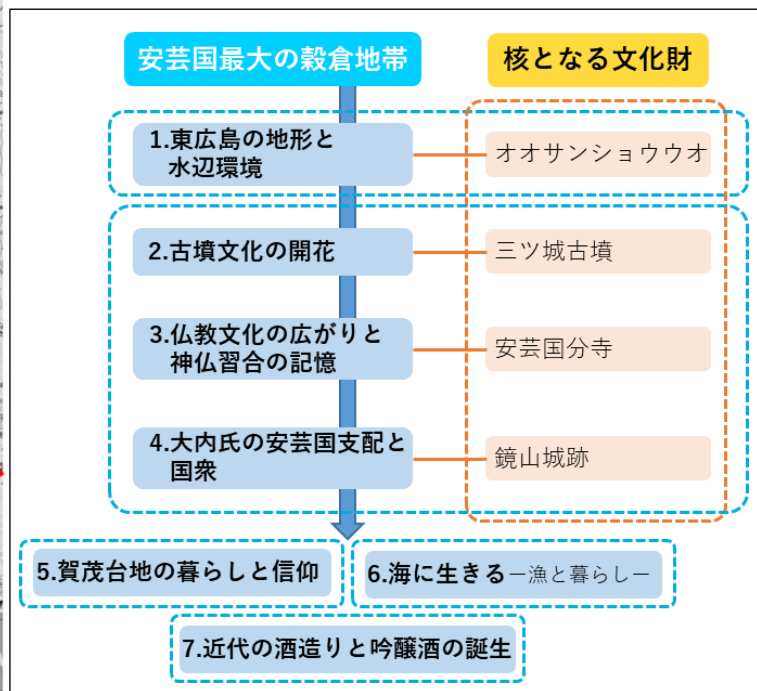 安芸国最大の穀倉地帯
核となる文化財
1.東広島の地形と
水辺環境
オオサンショウウオ
2.古墳文化の開花
三ツ城古墳
3.仏教文化の広がりと
神仏習合の記憶
安芸国分寺
4.大内氏の安芸国支配と
国衆
鏡山城跡
5.賀茂台地の暮らしと信仰
6.海に生きる―漁と暮らし―
7.近代の酒造りと吟醸酒の誕生